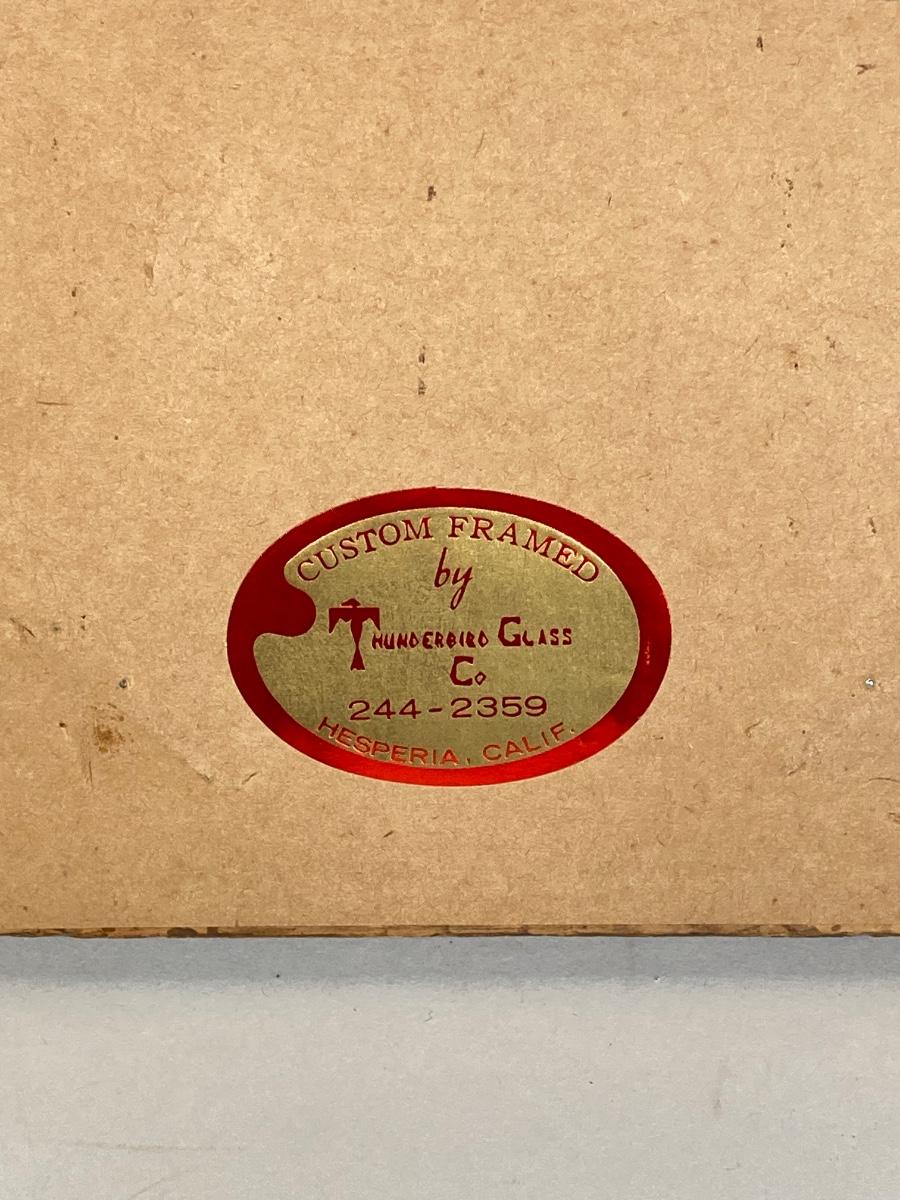 CUSTOM FRAMED
by
THUNDERBIRD GLASS
Co
244-2359
HESPERIA, CALIF.